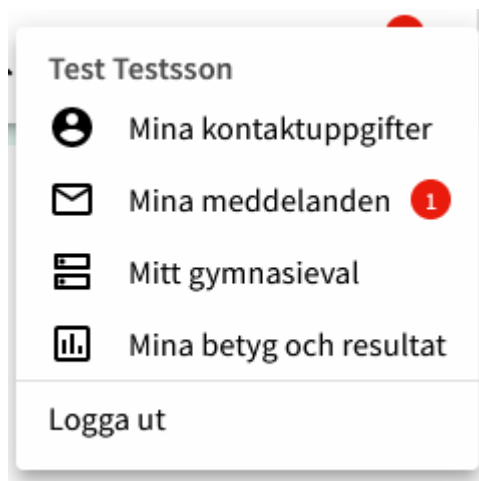 Test Testsson
Mina kontaktuppgifter
Mina meddelanden 1
Mitt gymnasieval
Mina betyg och resultat
Logga ut